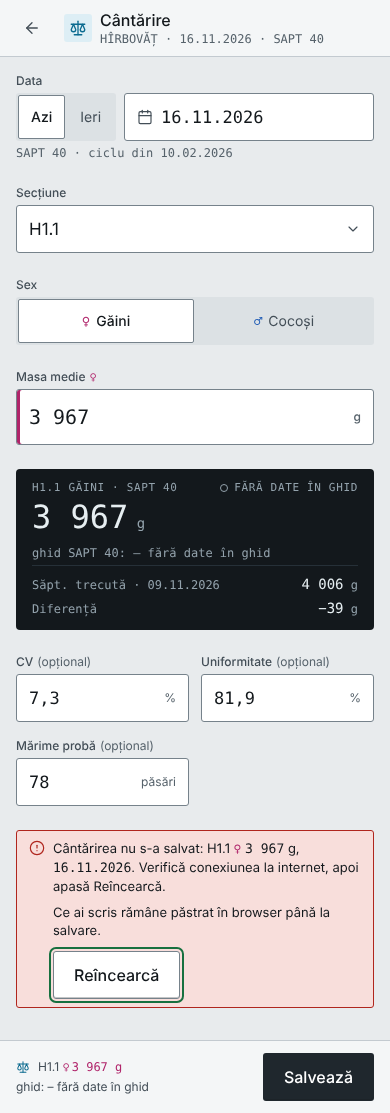 Cântărire
HÎRBOVĂȚ · 16.11.2026 · SAPT 40
Data
Azi Ieri 16.11.2026
SAPT 40 · ciclu din 10.02.2026
Secțiune
H1.1
Sex
♀ Găini ♂ Cocoși
Masa medie ♀
3 967 g
H1.1 GĂINI · SAPT 40 FĂRĂ DATE ÎN GHID
3 967 g
ghid SAPT 40: – fără date în ghid
Săpt. trecută · 09.11.2026 4 006 g
Diferență −39 g
CV (opțional) Uniformitate (opțional)
7,3 % 81,9 %
Mărime probă (opțional)
78 păsări
Cântărirea nu s-a salvat: H1.1 ♀ 3 967 g,
16.11.2026. Verifică conexiunea la internet, apoi
apasă Reîncearcă.
Ce ai scris rămâne păstrat în browser până la
salvare.
Reîncearcă
H1.1 ♀ 3 967 g
ghid: – fără date în ghid
Salvează